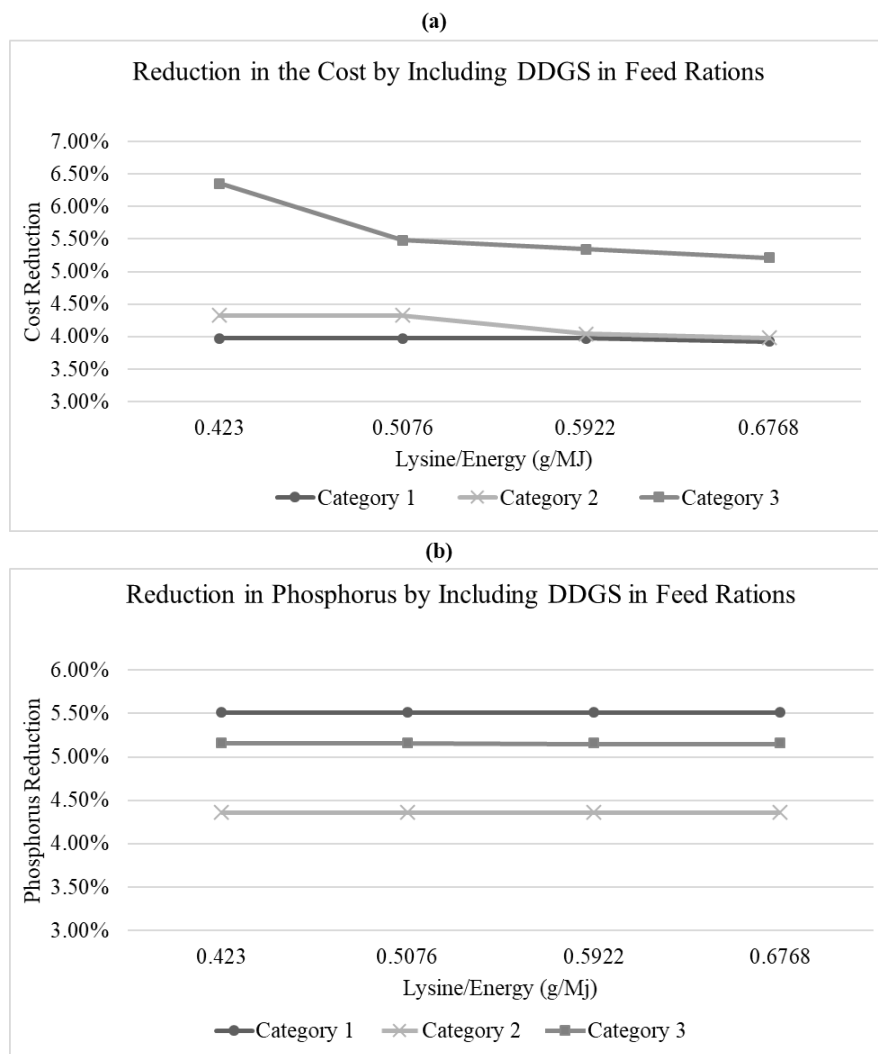 (a)
Reduction in the Cost by Including DDGS in Feed Rations
Cost Reduction
7.00%
6.50%
6.00%
5.50%
5.00%
4.50%
4.00%
3.50%
3.00%
0.423 0.5076 0.5922 0.6768
Lysine/Energy (g/MJ)
Category 1 Category 2 Category 3
(b)
Reduction in Phosphorus by Including DDGS in Feed Rations
Phosphorus Reduction
6.00%
5.50%
5.00%
4.50%
4.00%
3.50%
3.00%
0.423 0.5076 0.5922 0.6768
Lysine/Energy (g/Mj)
Category 1 Category 2 Category 3